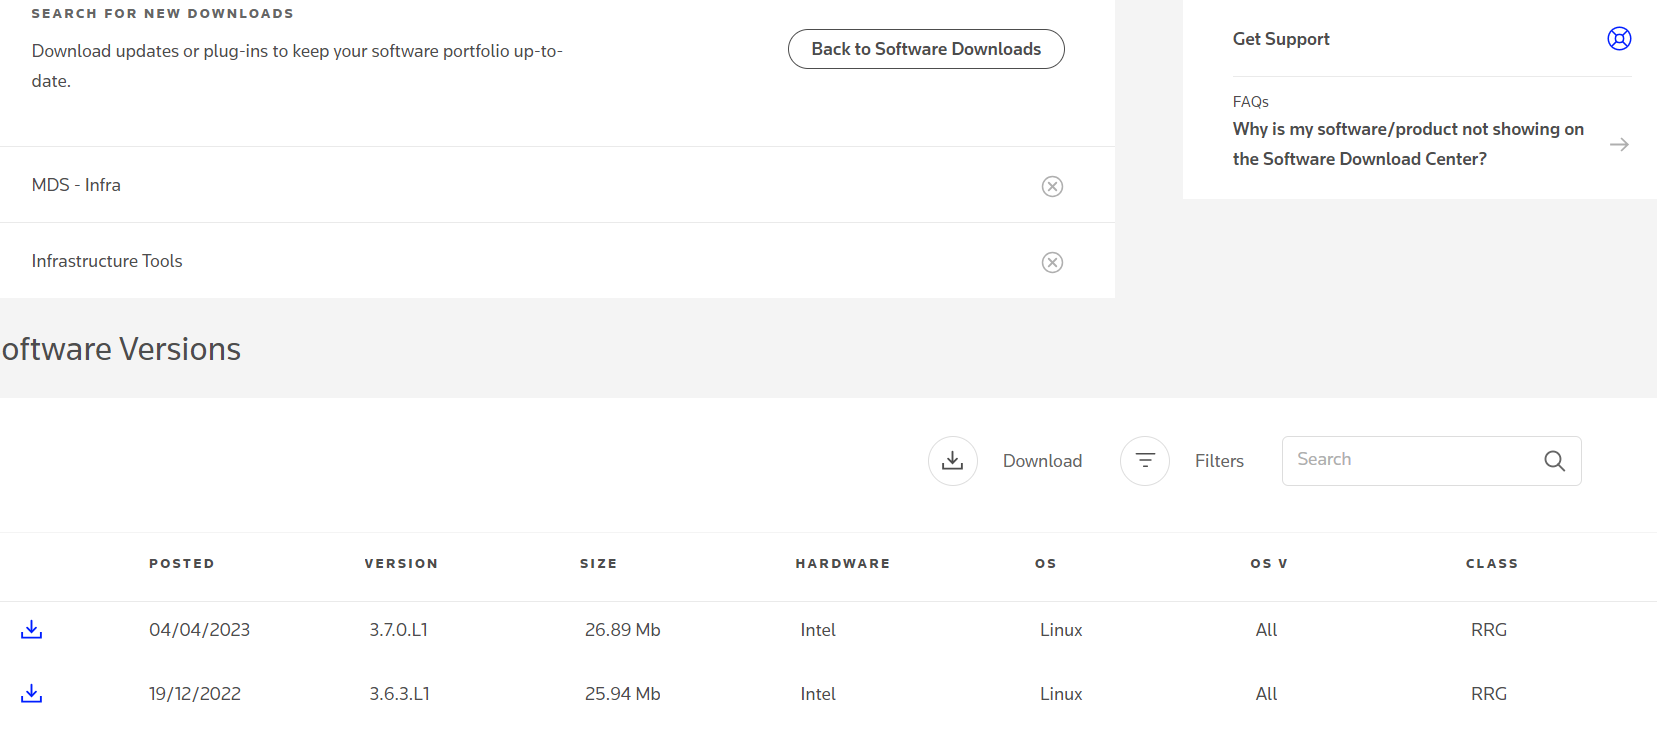 SEARCH FOR NEW DOWNLOADS
Download updates or plug-ins to keep your software portfolio up-to-
date.
Back to Software Downloads
MDS - Infra
Infrastructure Tools
Get Support
FAQs
Why is my software/product not showing on
the Software Download Center?
oftware Versions
Download
Filters
Search
POSTED VERSION SIZE HARDWARE OS OS V CLASS
04/04/2023 3.7.0.L1 26.89 Mb Intel Linux All RRG
19/12/2022 3.6.3.L1 25.94 Mb Intel Linux All RRG